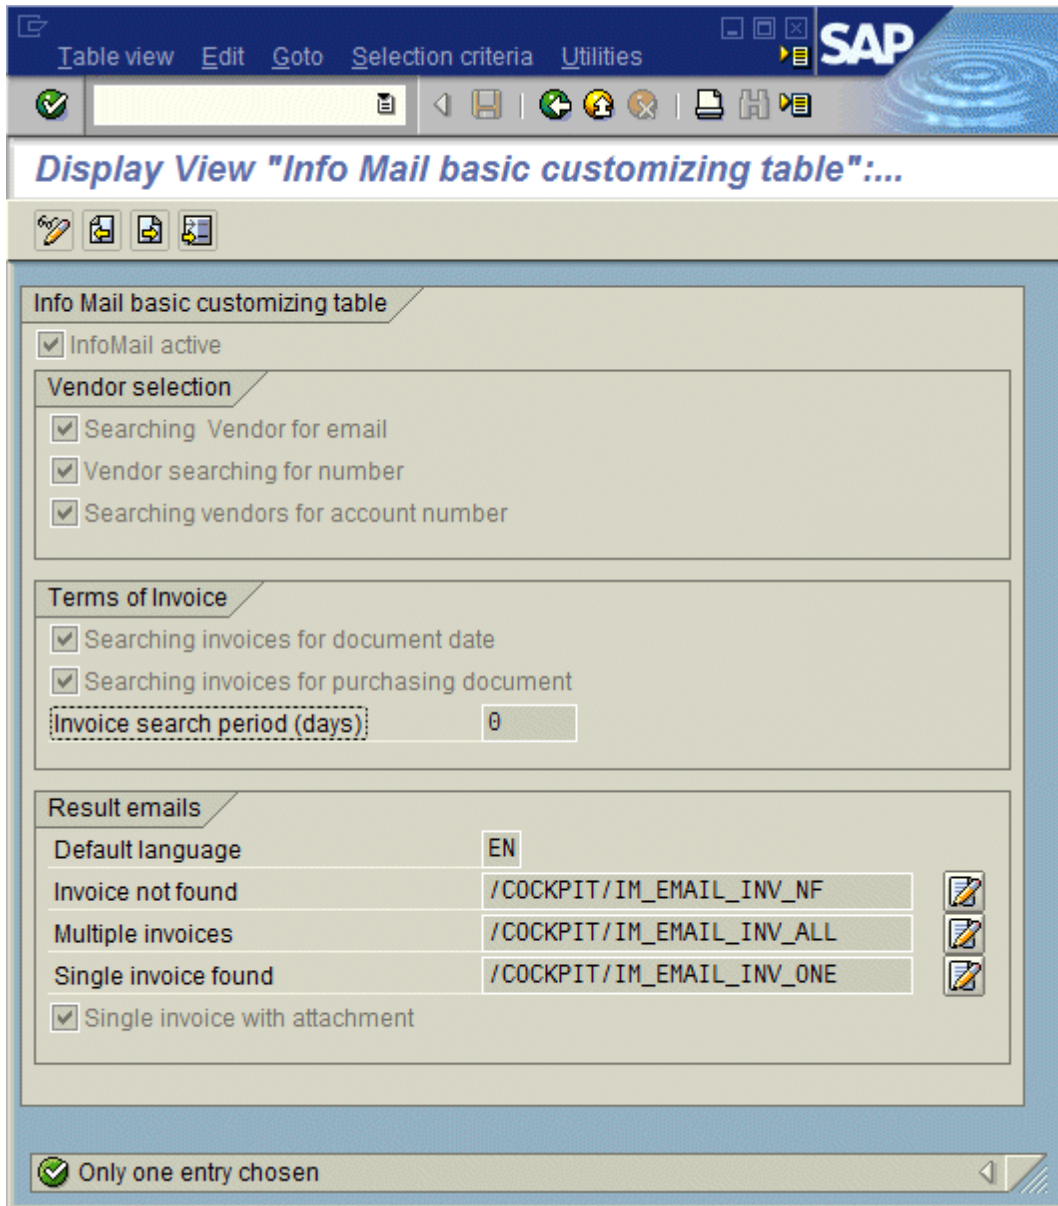 Table view Edit Goto Selection criteria Utilities
SAP
Display View "Info Mail basic customizing table":...
Info Mail basic customizing table
InfoMail active
Vendor selection
Searching Vendor for email
Vendor searching for number
Searching vendors for account number
Terms of Invoice
Searching invoices for document date
Searching invoices for purchasing document
Invoice search period (days) 0
Result emails
Default language EN
Invoice not found /COCKPIT/IM_EMAIL_INV_NF
Multiple invoices /COCKPIT/IM_EMAIL_INV_ALL
Single invoice found /COCKPIT/IM_EMAIL_INV_ONE
Single invoice with attachment
Only one entry chosen